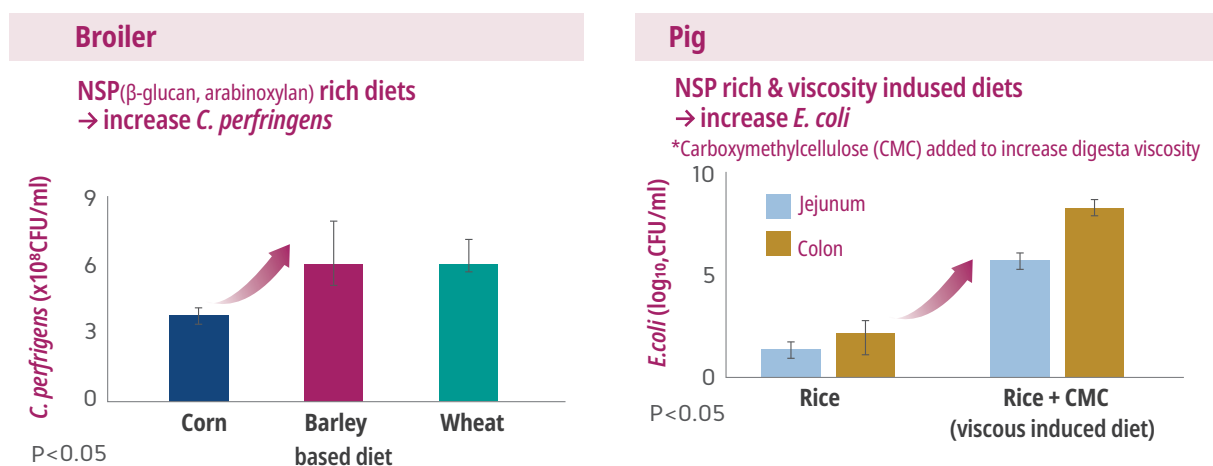 Broiler
NSP(β-glucan, arabinoxylan) rich diets
→ increase C. perfringens
C. perfrigens (x10⁸CFU/ml)
9
6
3
0
Corn
Barley
Wheat
based diet
P<0.05
Pig
NSP rich & viscosity indused diets
→ increase E. coli
*Carboxymethylcellulose (CMC) added to increase digesta viscosity
E.coli (log₁₀,CFU/ml)
10
5
0
Jejunum
Colon
Rice
Rice + CMC
(viscous induced diet)
P<0.05